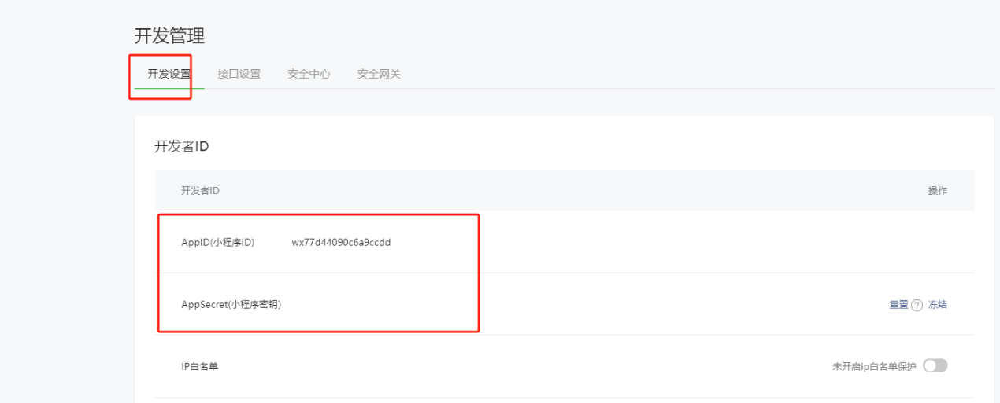 开发管理
开发设置 接口设置 安全中心 安全网关
开发者ID
开发者ID 操作
AppID(小程序ID) wx77d44090c6a9ccdd
AppSecret(小程序密钥) 重置 ? 冻结
IP白名单 未开启ip白名单保护